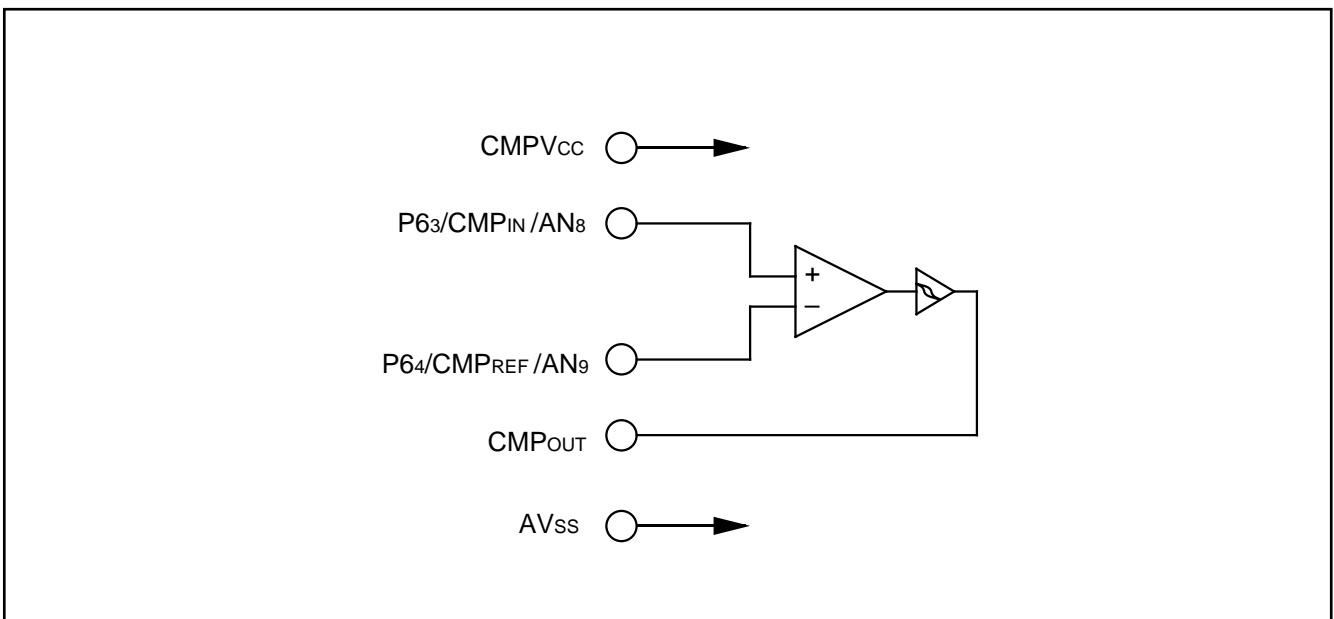 CMPVCC
P63/CMPIN /AN8
+
–
P64/CMPREF /AN9
CMPOUT
AVSS